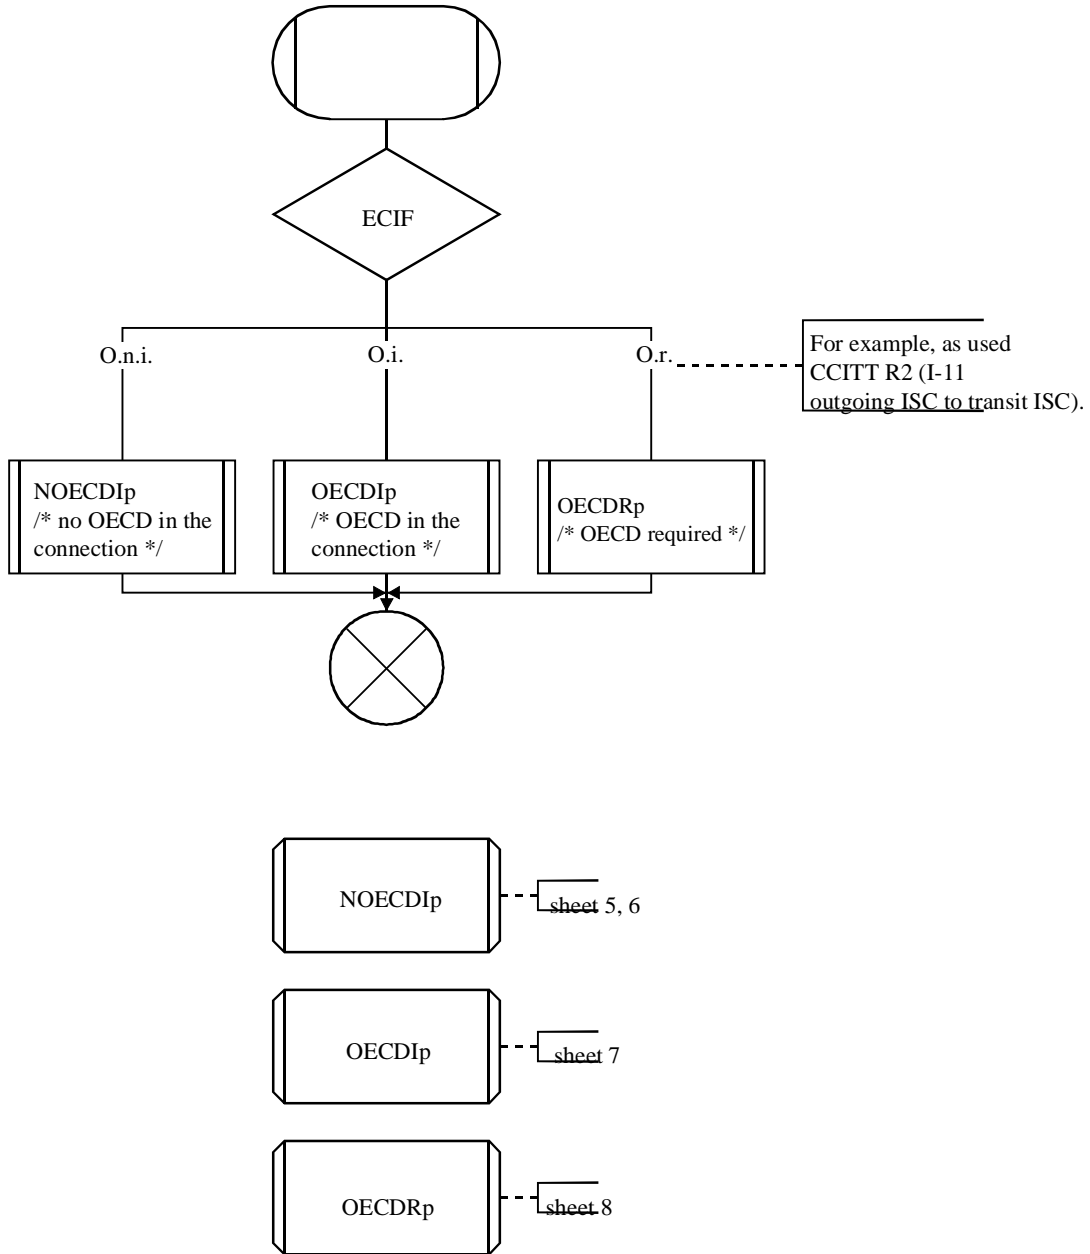 ECIF
O.n.i.
O.i.
O.r.
For example, as used
CCITT R2 (I-11
outgoing ISC to transit ISC).
NOECDIp
/* no OECD in the
connection */
OECDIp
/* OECD in the
connection */
OECDRp
/* OECD required */
NOECDIp
sheet 5, 6
OECDIp
sheet 7
OECDRp
sheet 8